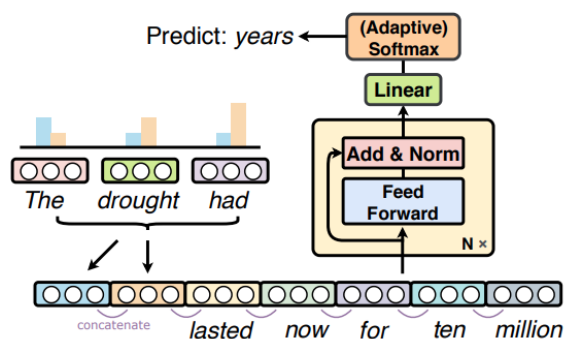 Predict: years
(Adaptive)
Softmax
Linear
Add & Norm
Feed
Forward
N ×
The drought had
concatenate
lasted now for ten million